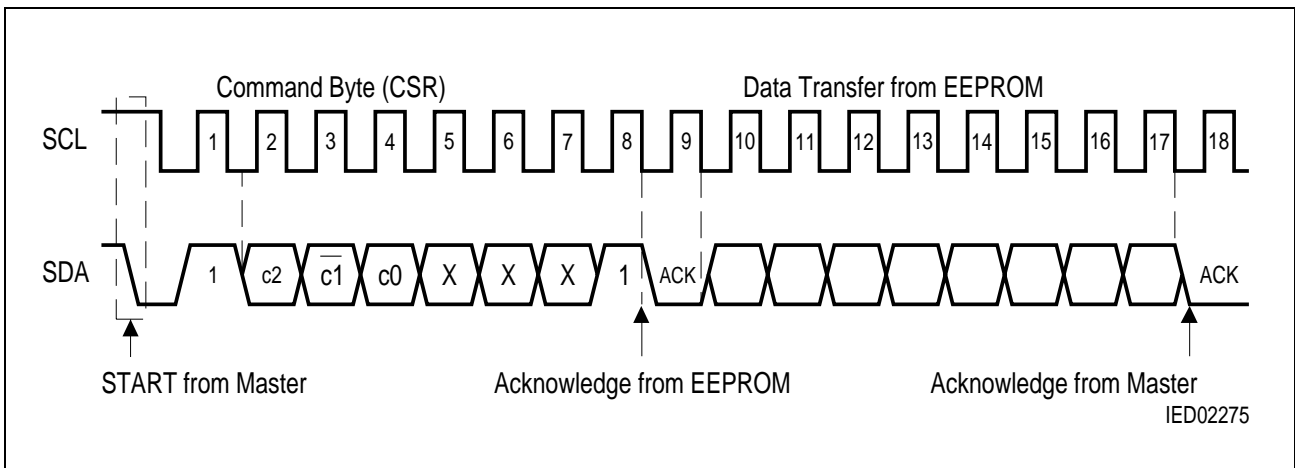 Command Byte (CSR) Data Transfer from EEPROM
SCL 1 2 3 4 5 6 7 8 9 10 11 12 13 14 15 16 17 18
SDA 1 c2 c̅1̅ c0 X X X 1 ACK ACK
START from Master Acknowledge from EEPROM Acknowledge from Master
IED02275